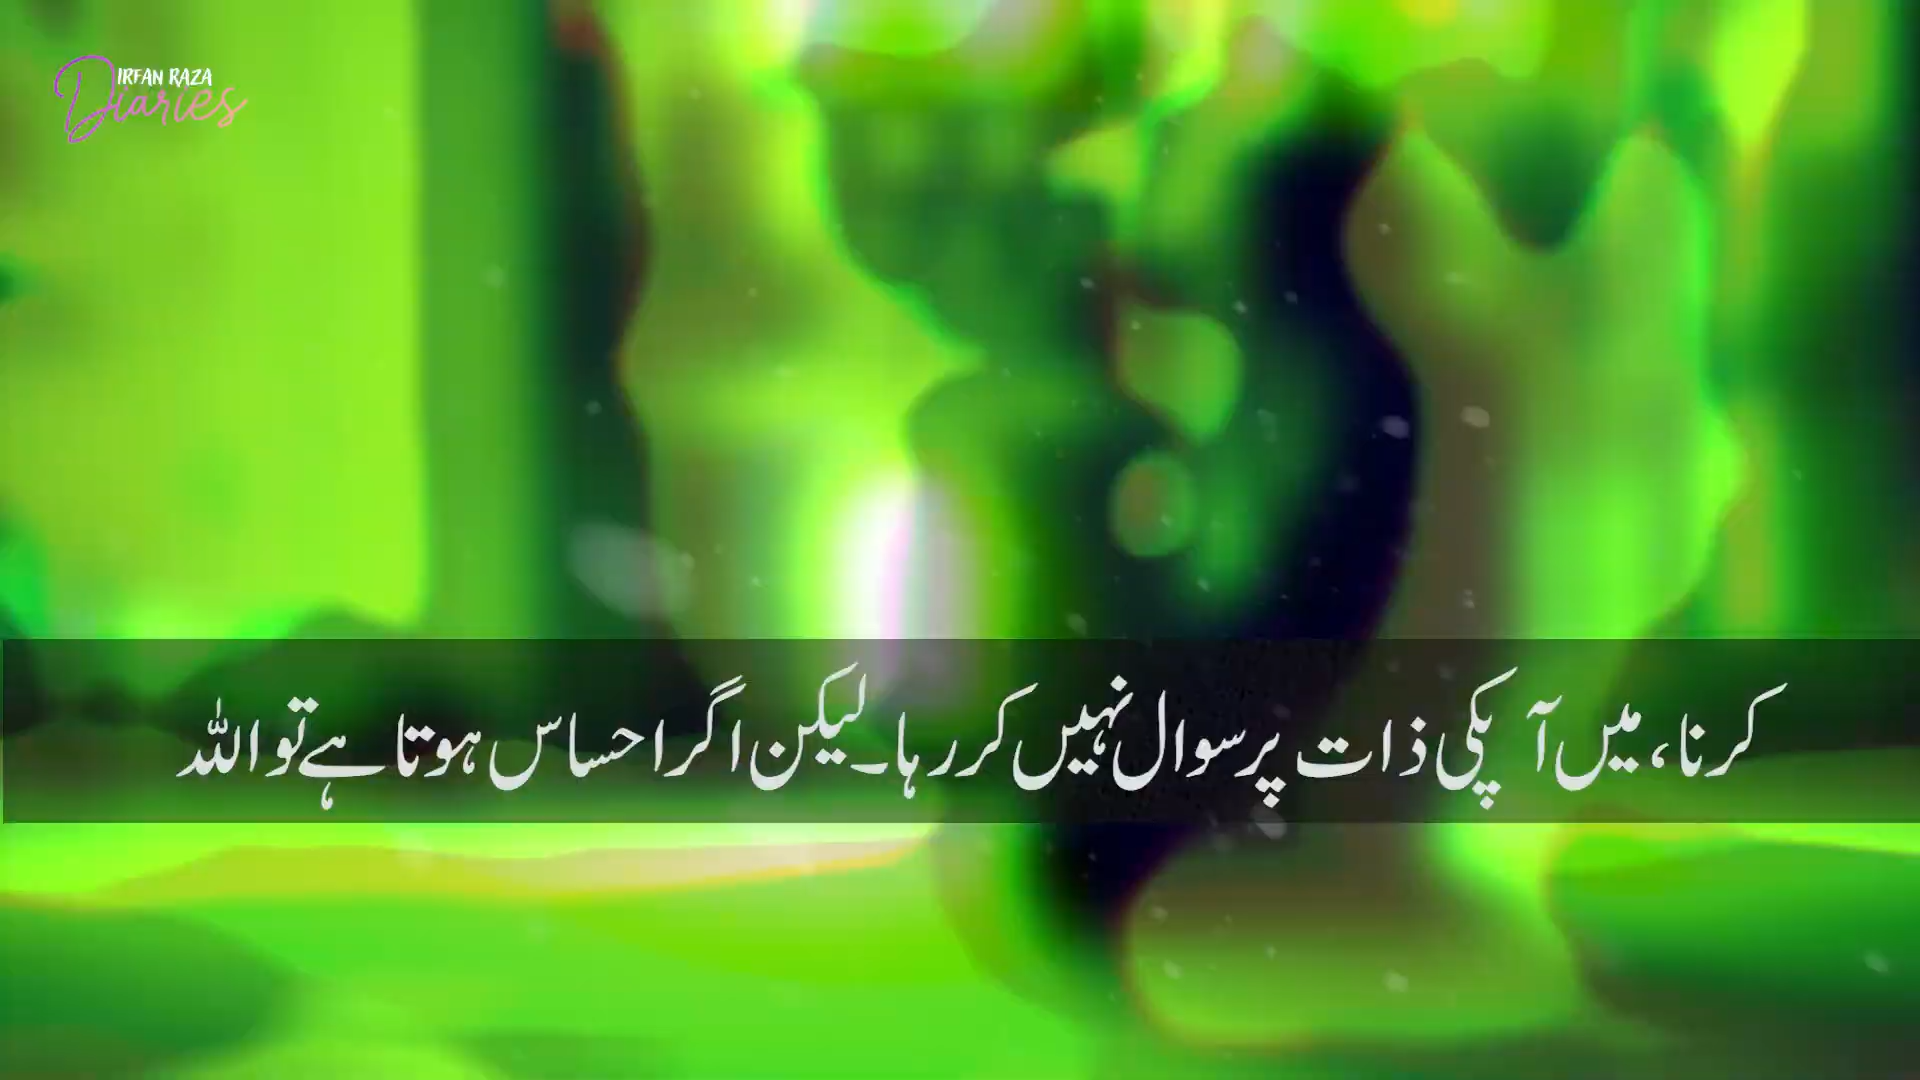 IRFAN RAZA
Diaries
کرنا، میں آپکی ذات پر سوال نہیں کر رہا۔ لیکن اگر احساس ہوتا ہے تو اللہ